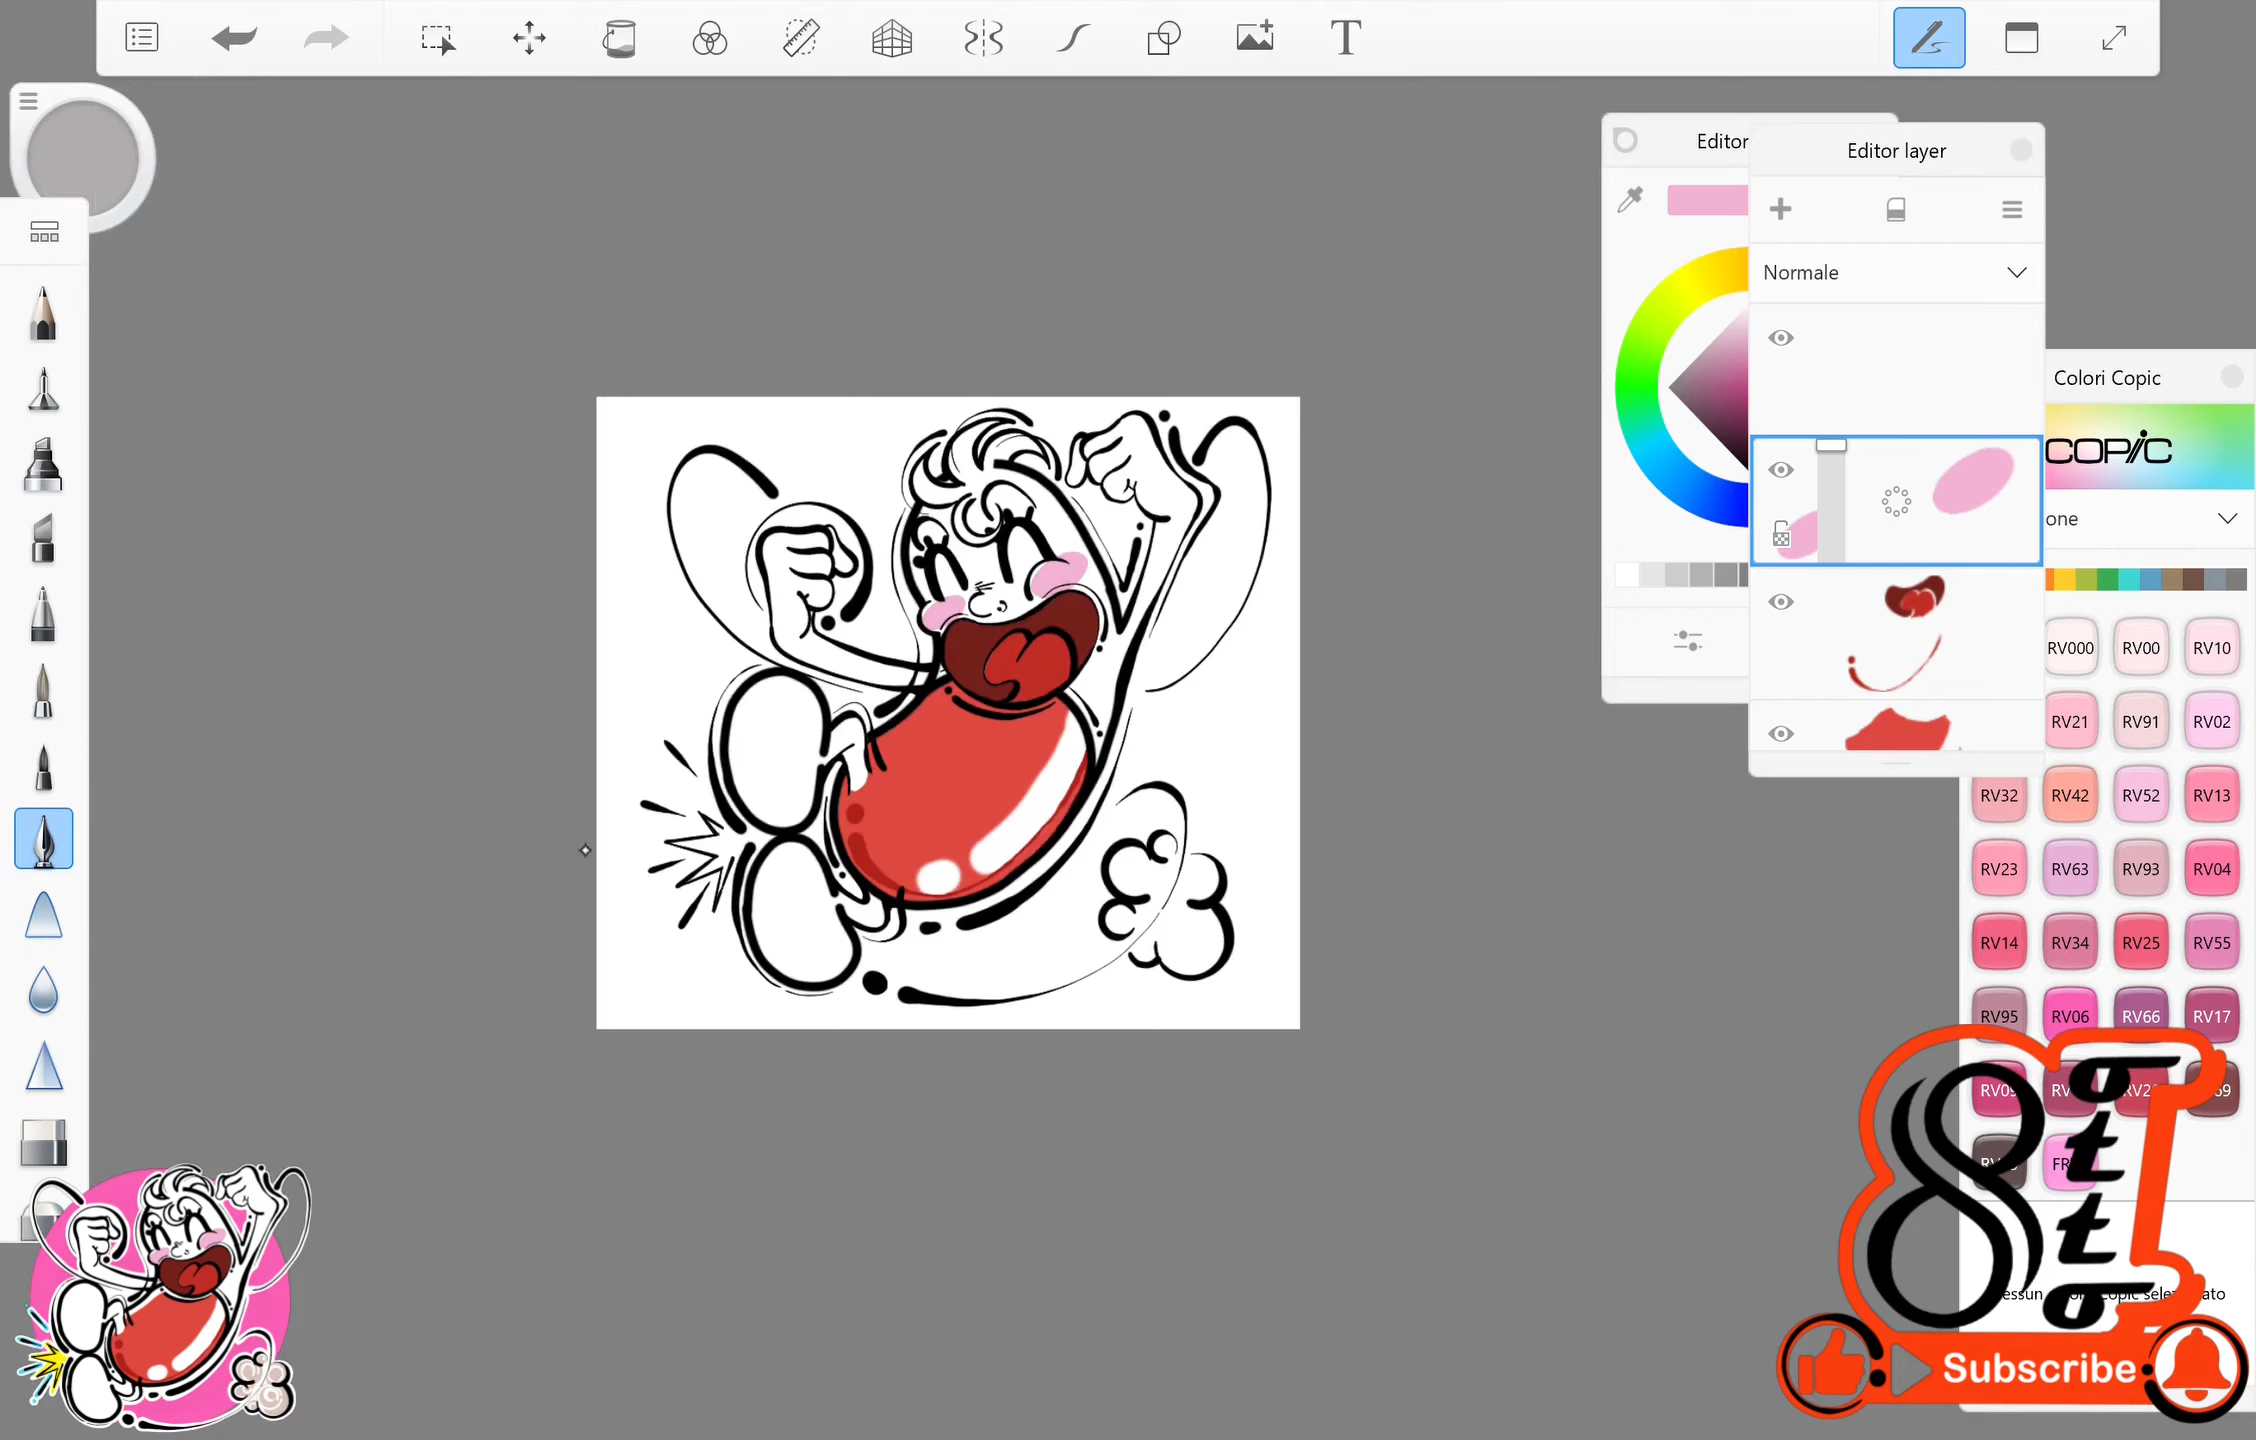 T
Editor
Editor layer
Normale
Colori Copic
COPIC
one
RV000 RV00 RV10
RV21 RV91 RV02
RV32 RV42 RV52 RV13
RV23 RV63 RV93 RV04
RV14 RV34 RV25 RV55
RV95 RV06 RV66 RV17
8otto
Subscribe